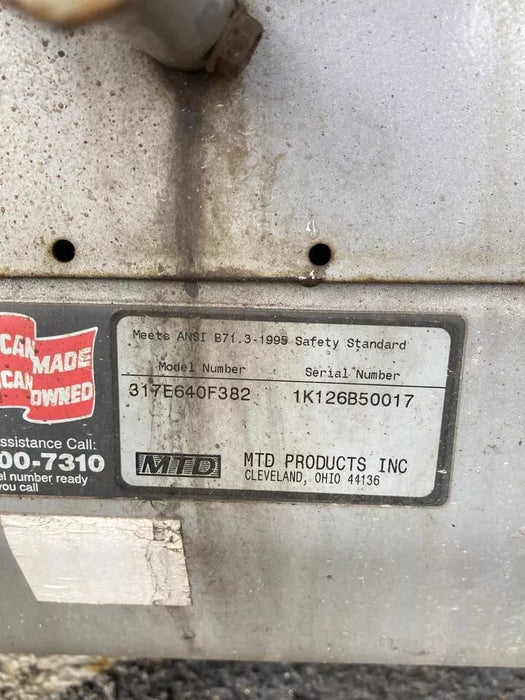 CAN MADE
CAN OWNED
ssistance Call:
00-7310
el number ready
you call
Meets ANSI B71.3-1995 Safety Standard
Model Number Serial Number
317E640F382 1K126B50017
MTD MTD PRODUCTS INC
CLEVELAND, OHIO 44136